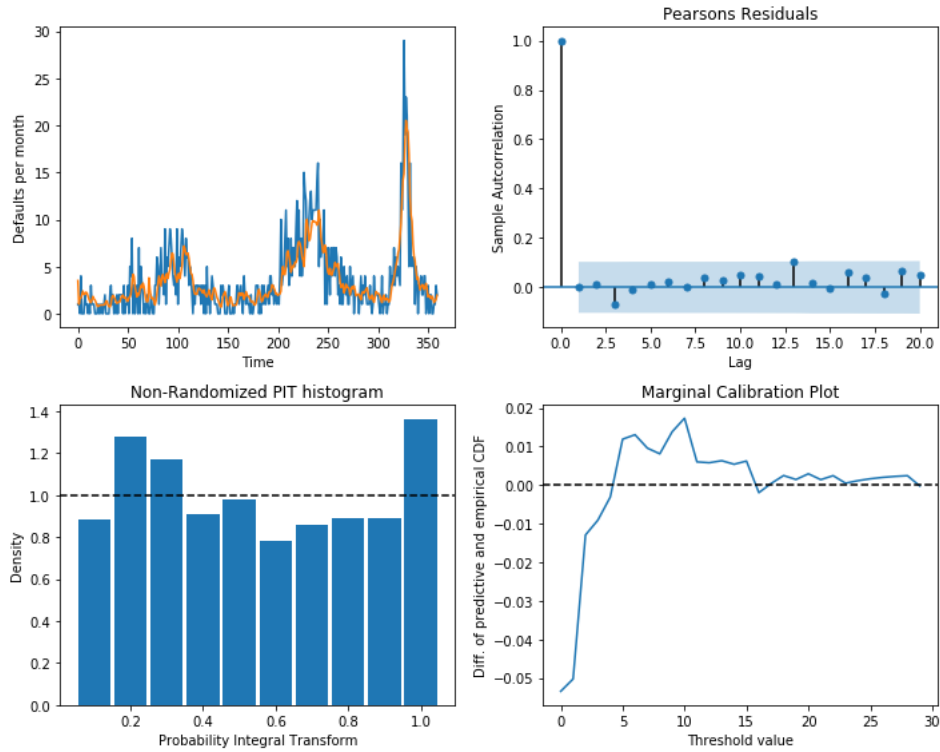 Defaults per month
30
25
20
15
10
5
0
0 50 100 150 200 250 300 350
Time
Pearsons Residuals
Sample Autcorrelation
1.0
0.8
0.6
0.4
0.2
0.0
0.0 2.5 5.0 7.5 10.0 12.5 15.0 17.5 20.0
Lag
Non-Randomized PIT histogram
Density
1.4
1.2
1.0
0.8
0.6
0.4
0.2
0.0
0.2 0.4 0.6 0.8 1.0
Probability Integral Transform
Marginal Calibration Plot
Diff. of predictive and empirical CDF
0.02
0.01
0.00
−0.01
−0.02
−0.03
−0.04
−0.05
0 5 10 15 20 25 30
Threshold value